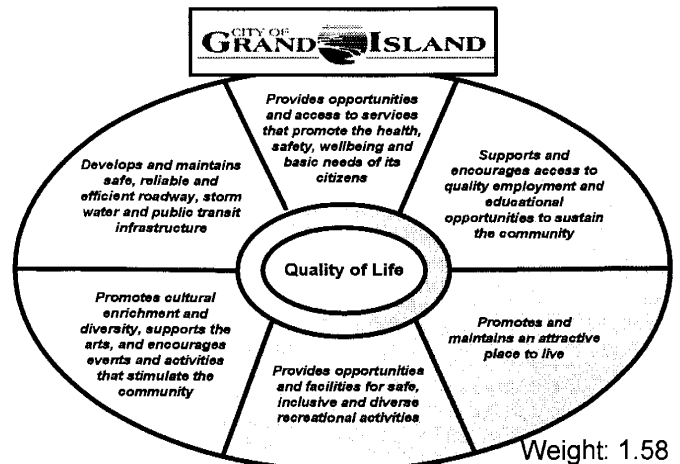 CITY OF
GRAND ISLAND
Provides opportunities
and access to services
that promote the health,
safety, wellbeing and
basic needs of its
citizens
Develops and maintains
safe, reliable and
efficient roadway, storm
water and public transit
infrastructure
Supports and
encourages access to
quality employment and
educational
opportunities to sustain
the community
Quality of Life
Promotes cultural
enrichment and
diversity, supports the
arts, and encourages
events and activities
that stimulate the
community
Provides opportunities
and facilities for safe,
inclusive and diverse
recreational activities
Promotes and
maintains an attractive
place to live
Weight: 1.58